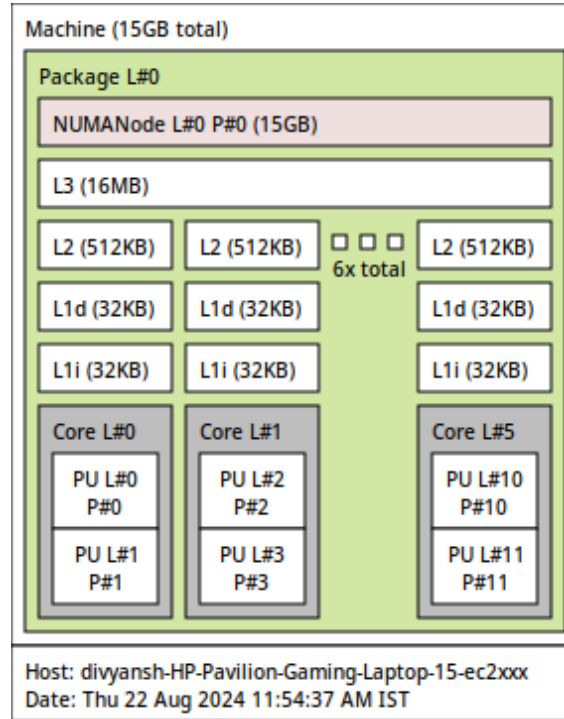 Machine (15GB total)
Package L#0
NUMANode L#0 P#0 (15GB)
L3 (16MB)
L2 (512KB) L2 (512KB) L2 (512KB)
6x total
L1d (32KB) L1d (32KB) L1d (32KB)
L1i (32KB) L1i (32KB) L1i (32KB)
Core L#0 Core L#1 Core L#5
PU L#0 PU L#2 PU L#10
P#0 P#2 P#10
PU L#1 PU L#3 PU L#11
P#1 P#3 P#11
Host: divyansh-HP-Pavilion-Gaming-Laptop-15-ec2xxx
Date: Thu 22 Aug 2024 11:54:37 AM IST